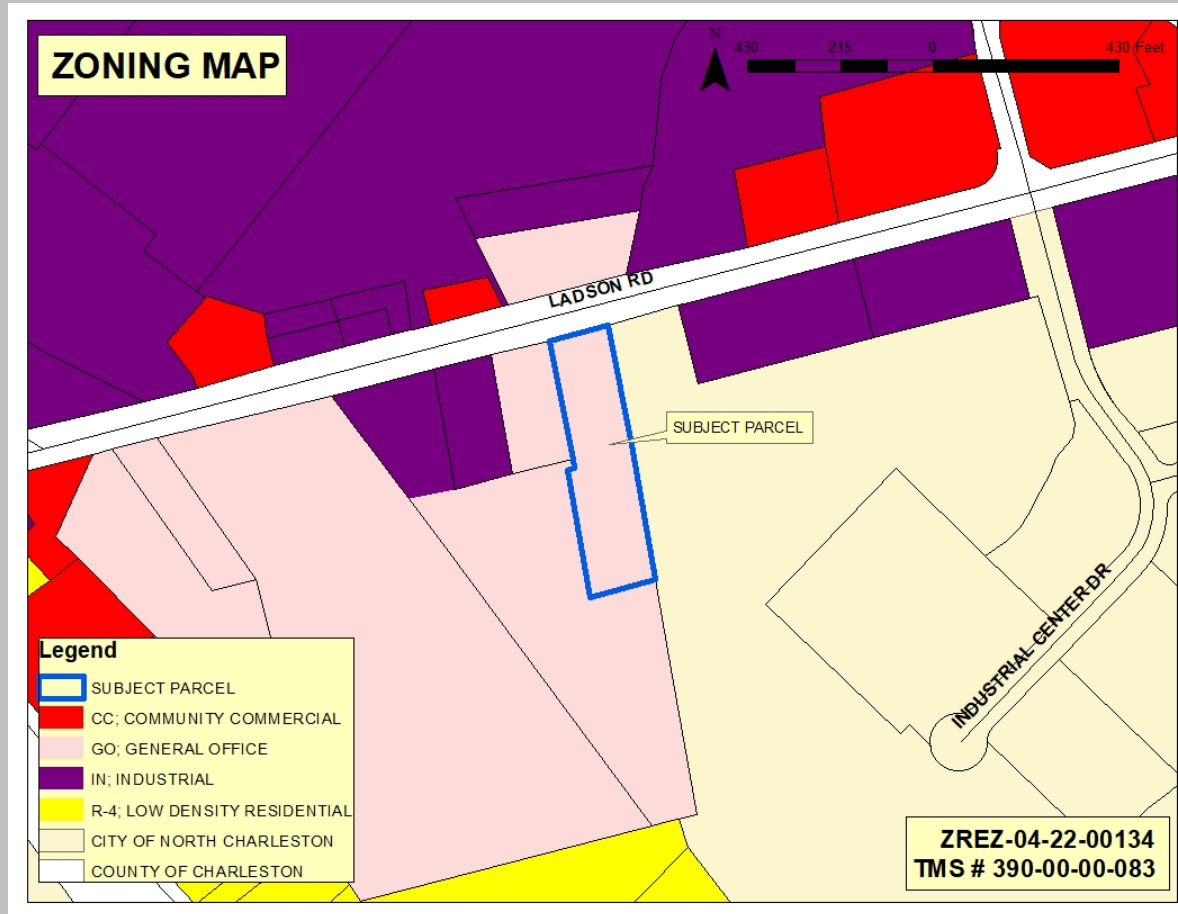 ZONING MAP
N
430 215 0 430 Feet
LADSON RD
SUBJECT PARCEL
INDUSTRIAL CENTER DR
Legend
SUBJECT PARCEL
CC; COMMUNITY COMMERCIAL
GO; GENERAL OFFICE
IN; INDUSTRIAL
R-4; LOW DENSITY RESIDENTIAL
CITY OF NORTH CHARLESTON
COUNTY OF CHARLESTON
ZREZ-04-22-00134
TMS # 390-00-00-083